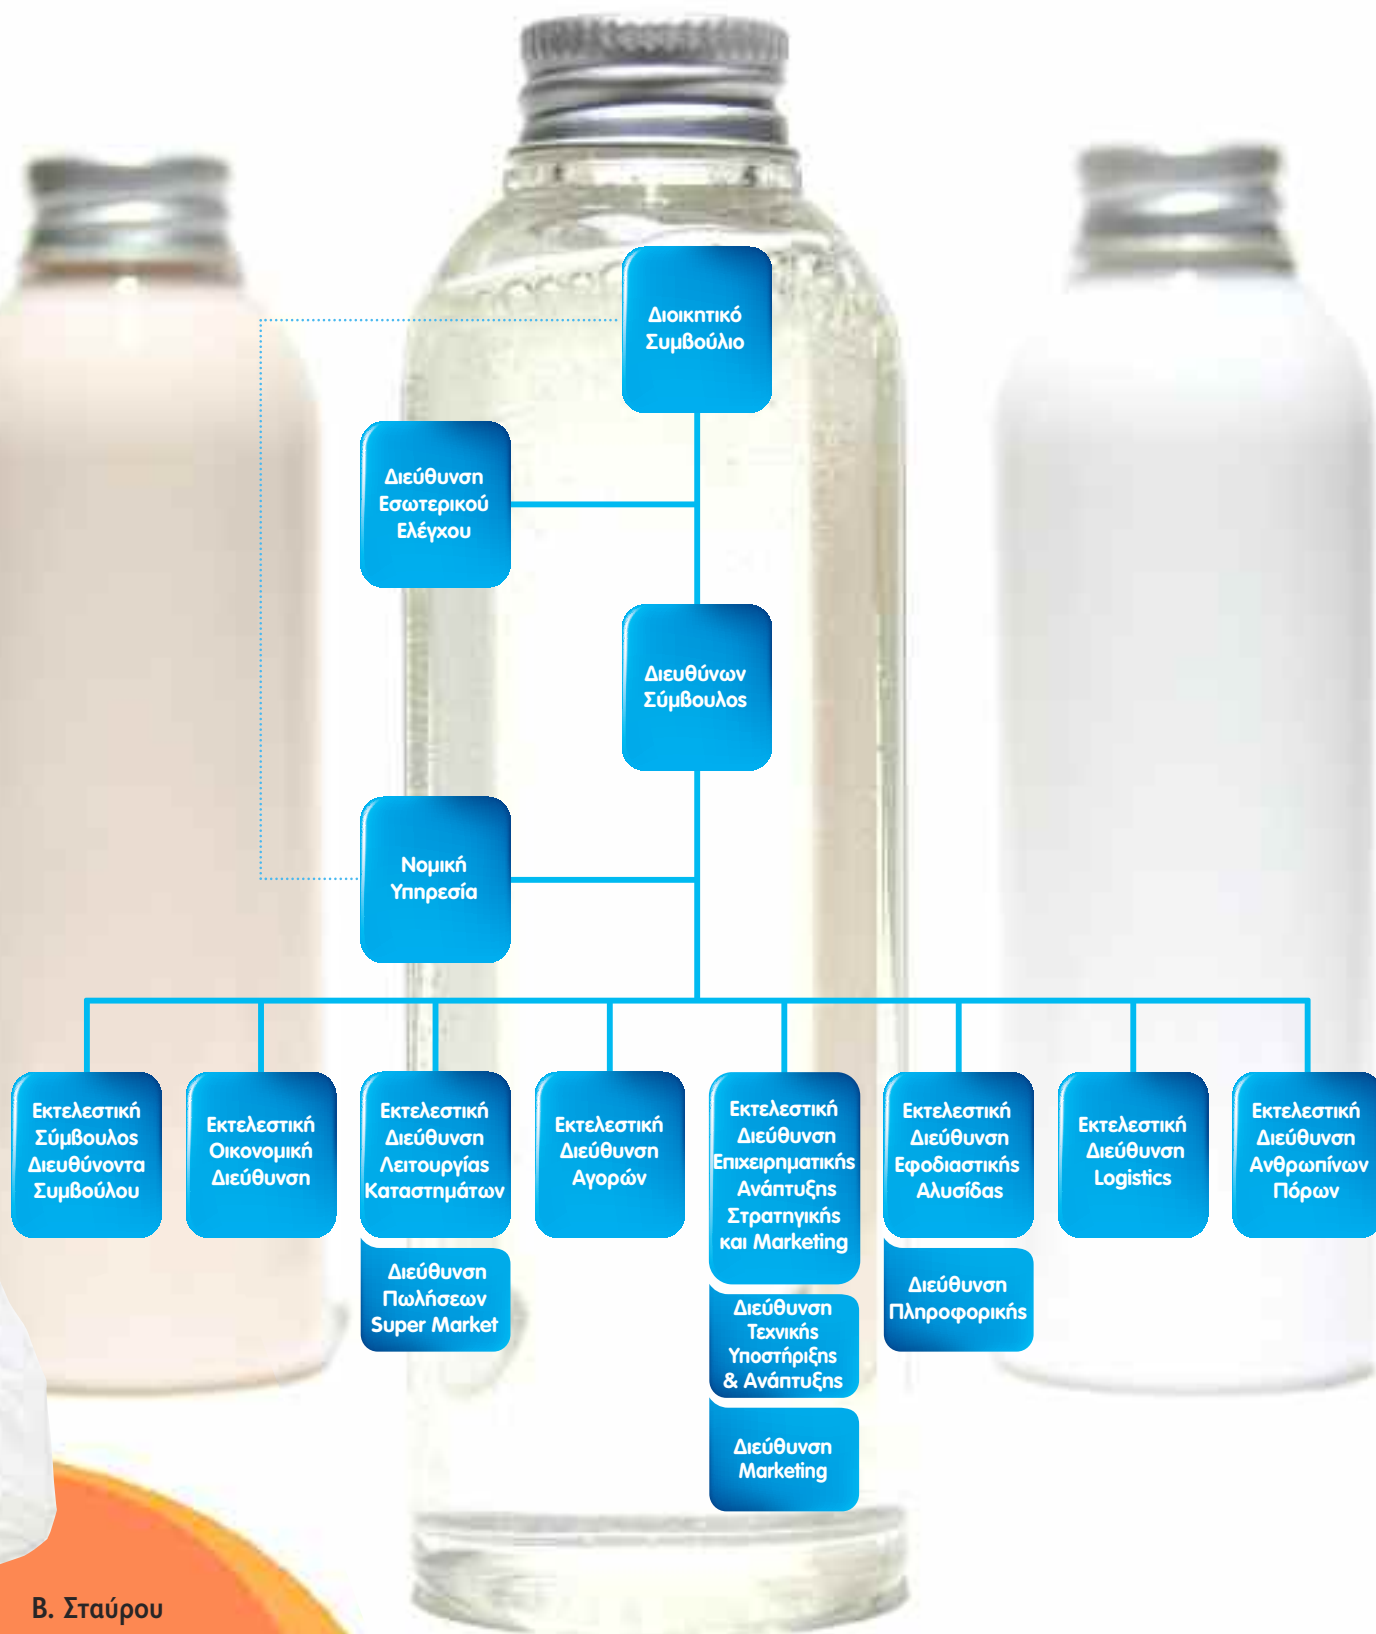 Διοικητικό
Συμβούλιο
Διεύθυνση
Εσωτερικού
Ελέγχου
Διευθύνων
Σύμβουλος
Νομική
Υπηρεσία
Εκτελεστική
Σύμβουλος
Διευθύνοντα
Συμβούλου
Εκτελεστική
Οικονομική
Διεύθυνση
Εκτελεστική
Διεύθυνση
Λειτουργίας
Καταστημάτων
Διεύθυνση
Πωλήσεων
Super Market
Εκτελεστική
Διεύθυνση
Αγορών
Εκτελεστική
Διεύθυνση
Επιχειρηματικής
Ανάπτυξης
Στρατηγικής
και Marketing
Διεύθυνση
Τεχνικής
Υποστήριξης
& Ανάπτυξης
Διεύθυνση
Marketing
Εκτελεστική
Διεύθυνση
Εφοδιαστικής
Αλυσίδας
Διεύθυνση
Πληροφορικής
Εκτελεστική
Διεύθυνση
Logistics
Εκτελεστική
Διεύθυνση
Ανθρωπίνων
Πόρων
Β. Σταύρου